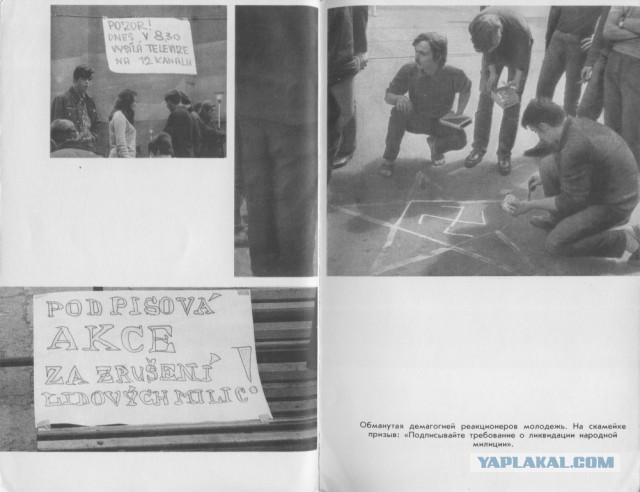 POZOR!
DNES V 8,30
VYSÍLÁ TELEVIZE
NA 12 KANÁLU
PODPISOVÁ
AKCE
ZA ZRUŠENÍ
LIDOVÝCH MILIC!
Обманутая демагогией реакционеров молодежь. На скамейке
призыв: «Подписывайте требование о ликвидации народной
милиции».
YAPLAKAL.COM